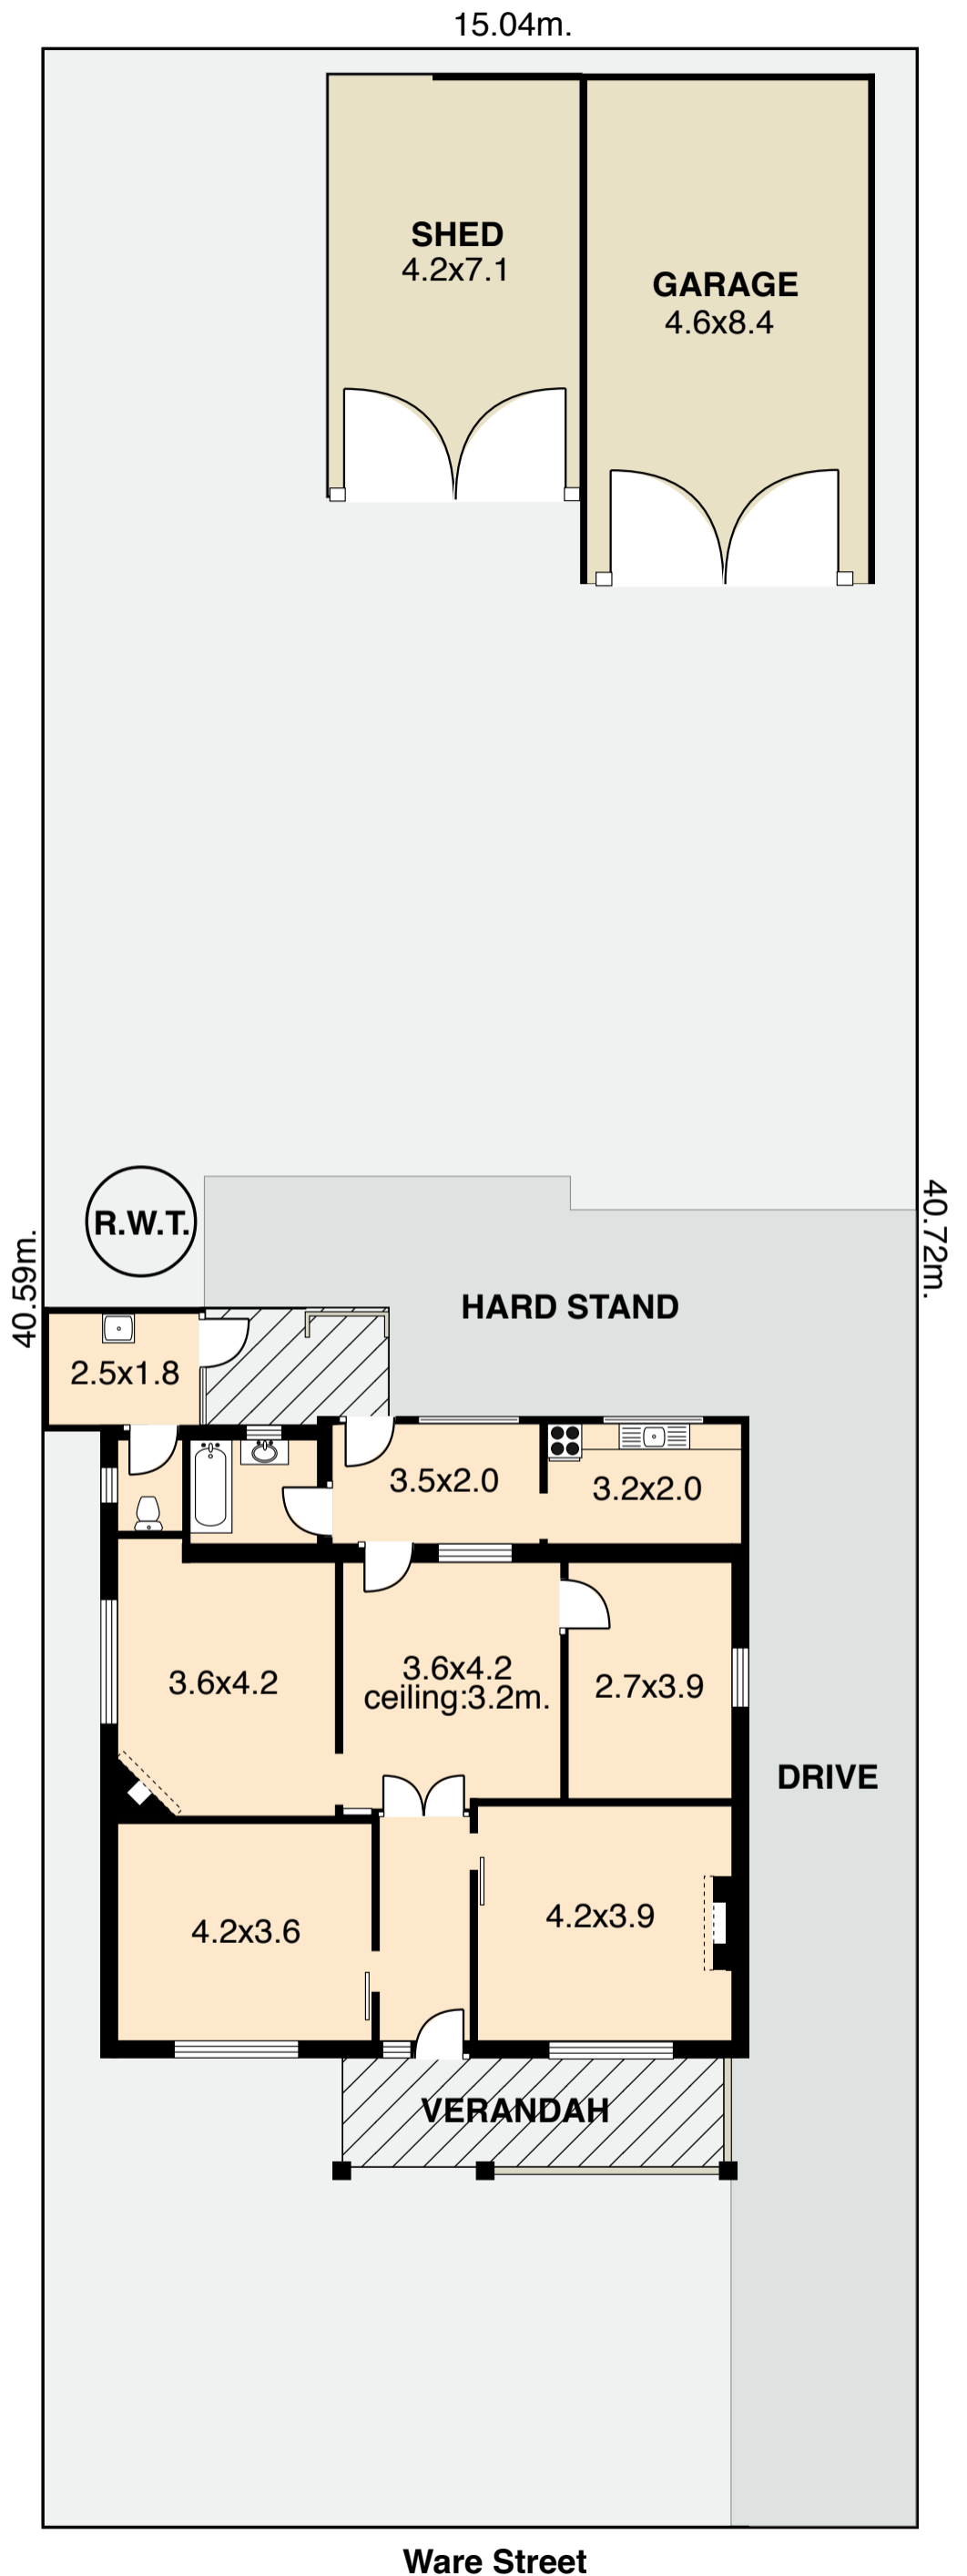 15.04m.
SHED
4.2x7.1
GARAGE
4.6x8.4
R.W.T.
40.59m.
40.72m.
HARD STAND
2.5x1.8
3.5x2.0
3.2x2.0
3.6x4.2
3.6x4.2
ceiling:3.2m.
2.7x3.9
DRIVE
4.2x3.6
4.2x3.9
VERANDAH
Ware Street